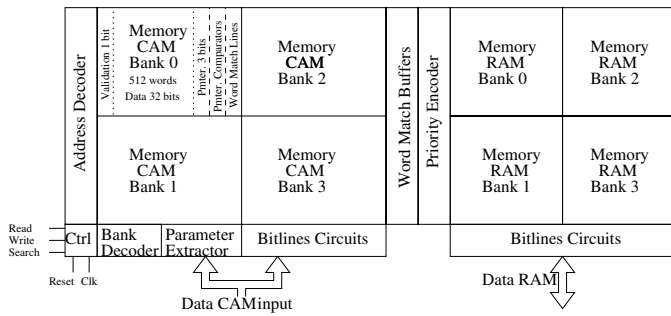 Address Decoder
Validation 1 bit
Memory
CAM
Bank 0
512 words
Data 32 bits
Pmter. 3 bits
Pmter. Comparators
Word Match Lines
Memory
CAM
Bank 2
Memory
CAM
Bank 1
Memory
CAM
Bank 3
Word Match Buffers
Priority Encoder
Memory
RAM
Bank 0
Memory
RAM
Bank 2
Memory
RAM
Bank 1
Memory
RAM
Bank 3
Read
Write
Search
Ctrl
Bank
Decoder
Parameter
Extractor
Bitlines Circuits
Bitlines Circuits
Reset Clk
Data CAM input
Data RAM